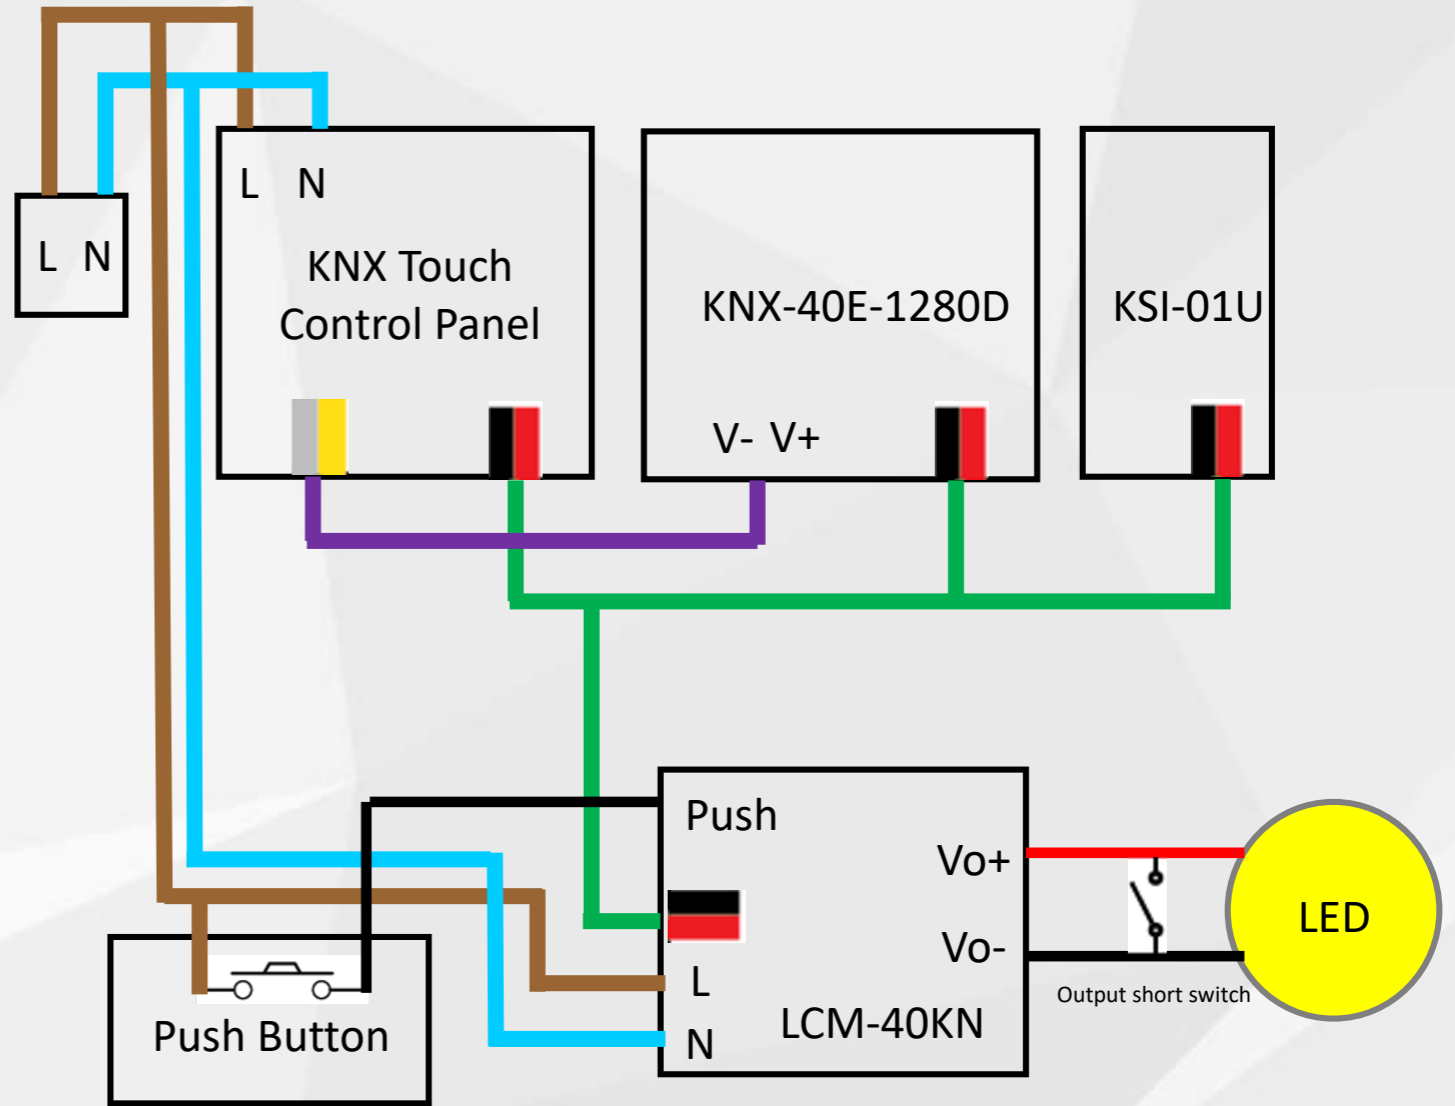 L N
L N
KNX Touch
Control Panel
KNX-40E-1280D
V- V+
KSI-01U
Push
Vo+
Vo-
L
N
LCM-40KN
Output short switch
LED
Push Button